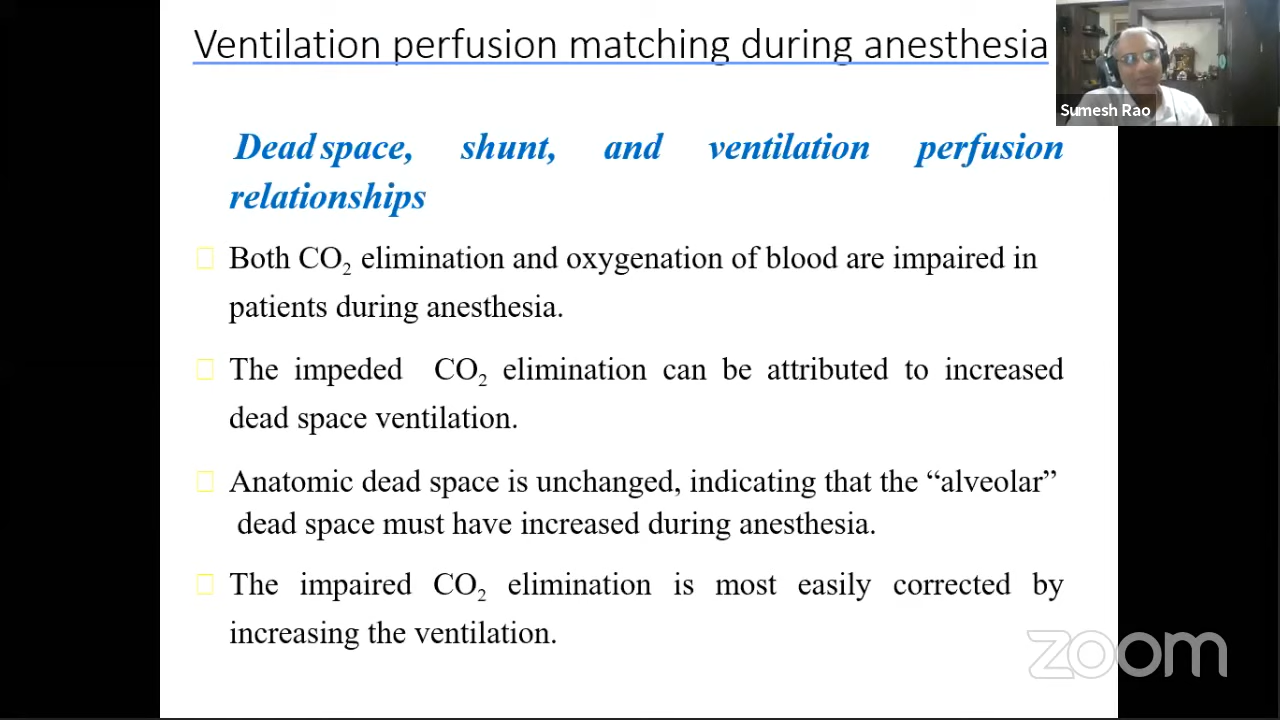 Ventilation perfusion matching during anesthesia
Sumesh Rao
Dead space, shunt, and ventilation perfusion
relationships
Both CO₂ elimination and oxygenation of blood are impaired in
patients during anesthesia.
The impeded CO₂ elimination can be attributed to increased
dead space ventilation.
Anatomic dead space is unchanged, indicating that the “alveolar”
dead space must have increased during anesthesia.
The impaired CO₂ elimination is most easily corrected by
increasing the ventilation.
zoom